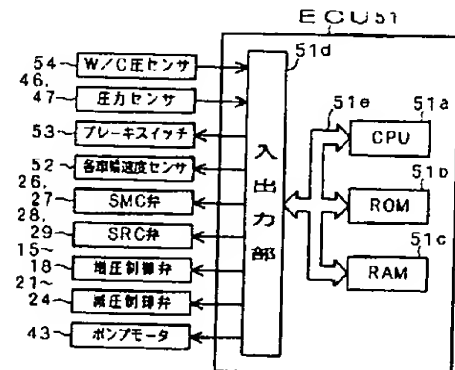 ECU51
54 W/C圧センサ
46,
47 圧力センサ
53 ブレーキスイッチ
52 各車輪速度センサ
26,
27 SMC弁
28,
29 SRC弁
15~
18 増圧制御弁
21~
24 減圧制御弁
43 ポンプモータ
51d
入出力部
51e
51a
CPU
51b
ROM
51c
RAM